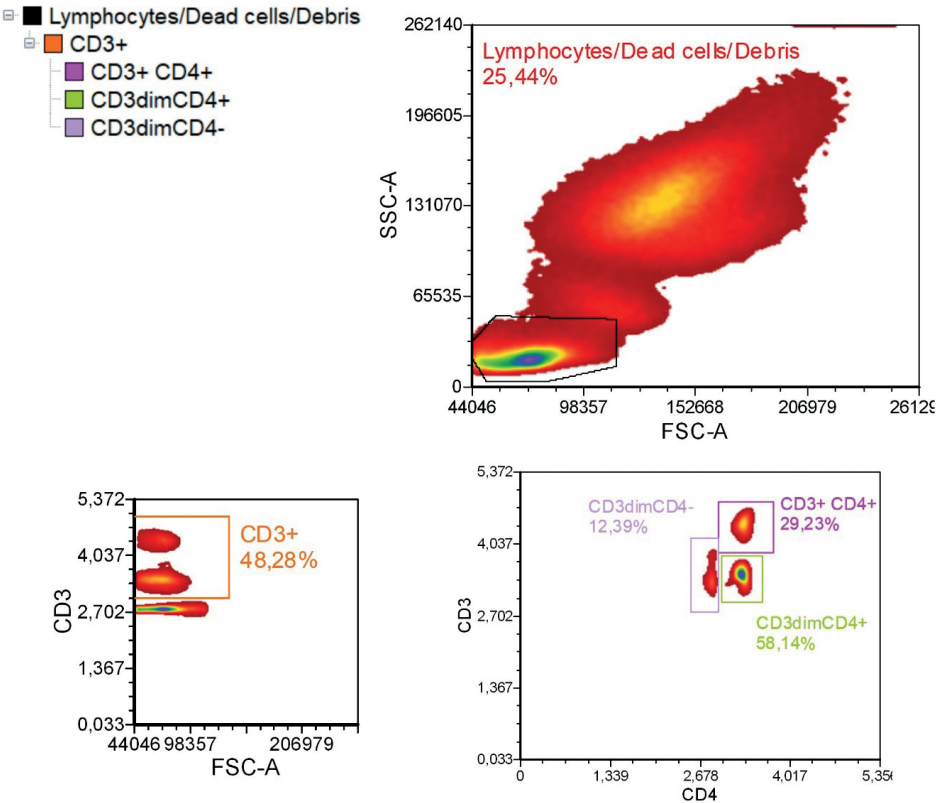 Lymphocytes/Dead cells/Debris
CD3+
CD3+ CD4+
CD3dimCD4+
CD3dimCD4-
262140
196605
131070
65535
0
SSC-A
Lymphocytes/Dead cells/Debris
25,44%
44046 98357 152668 206979 26129
FSC-A
5,372
4,037
2,702
1,367
0,033
CD3
CD3+
48,28%
44046 98357 206979
FSC-A
5,372
4,037
2,702
1,367
0,033
CD3
CD3dimCD4-
12,39%
CD3+ CD4+
29,23%
CD3dimCD4+
58,14%
0 1,339 2,678 4,017 5,356
CD4